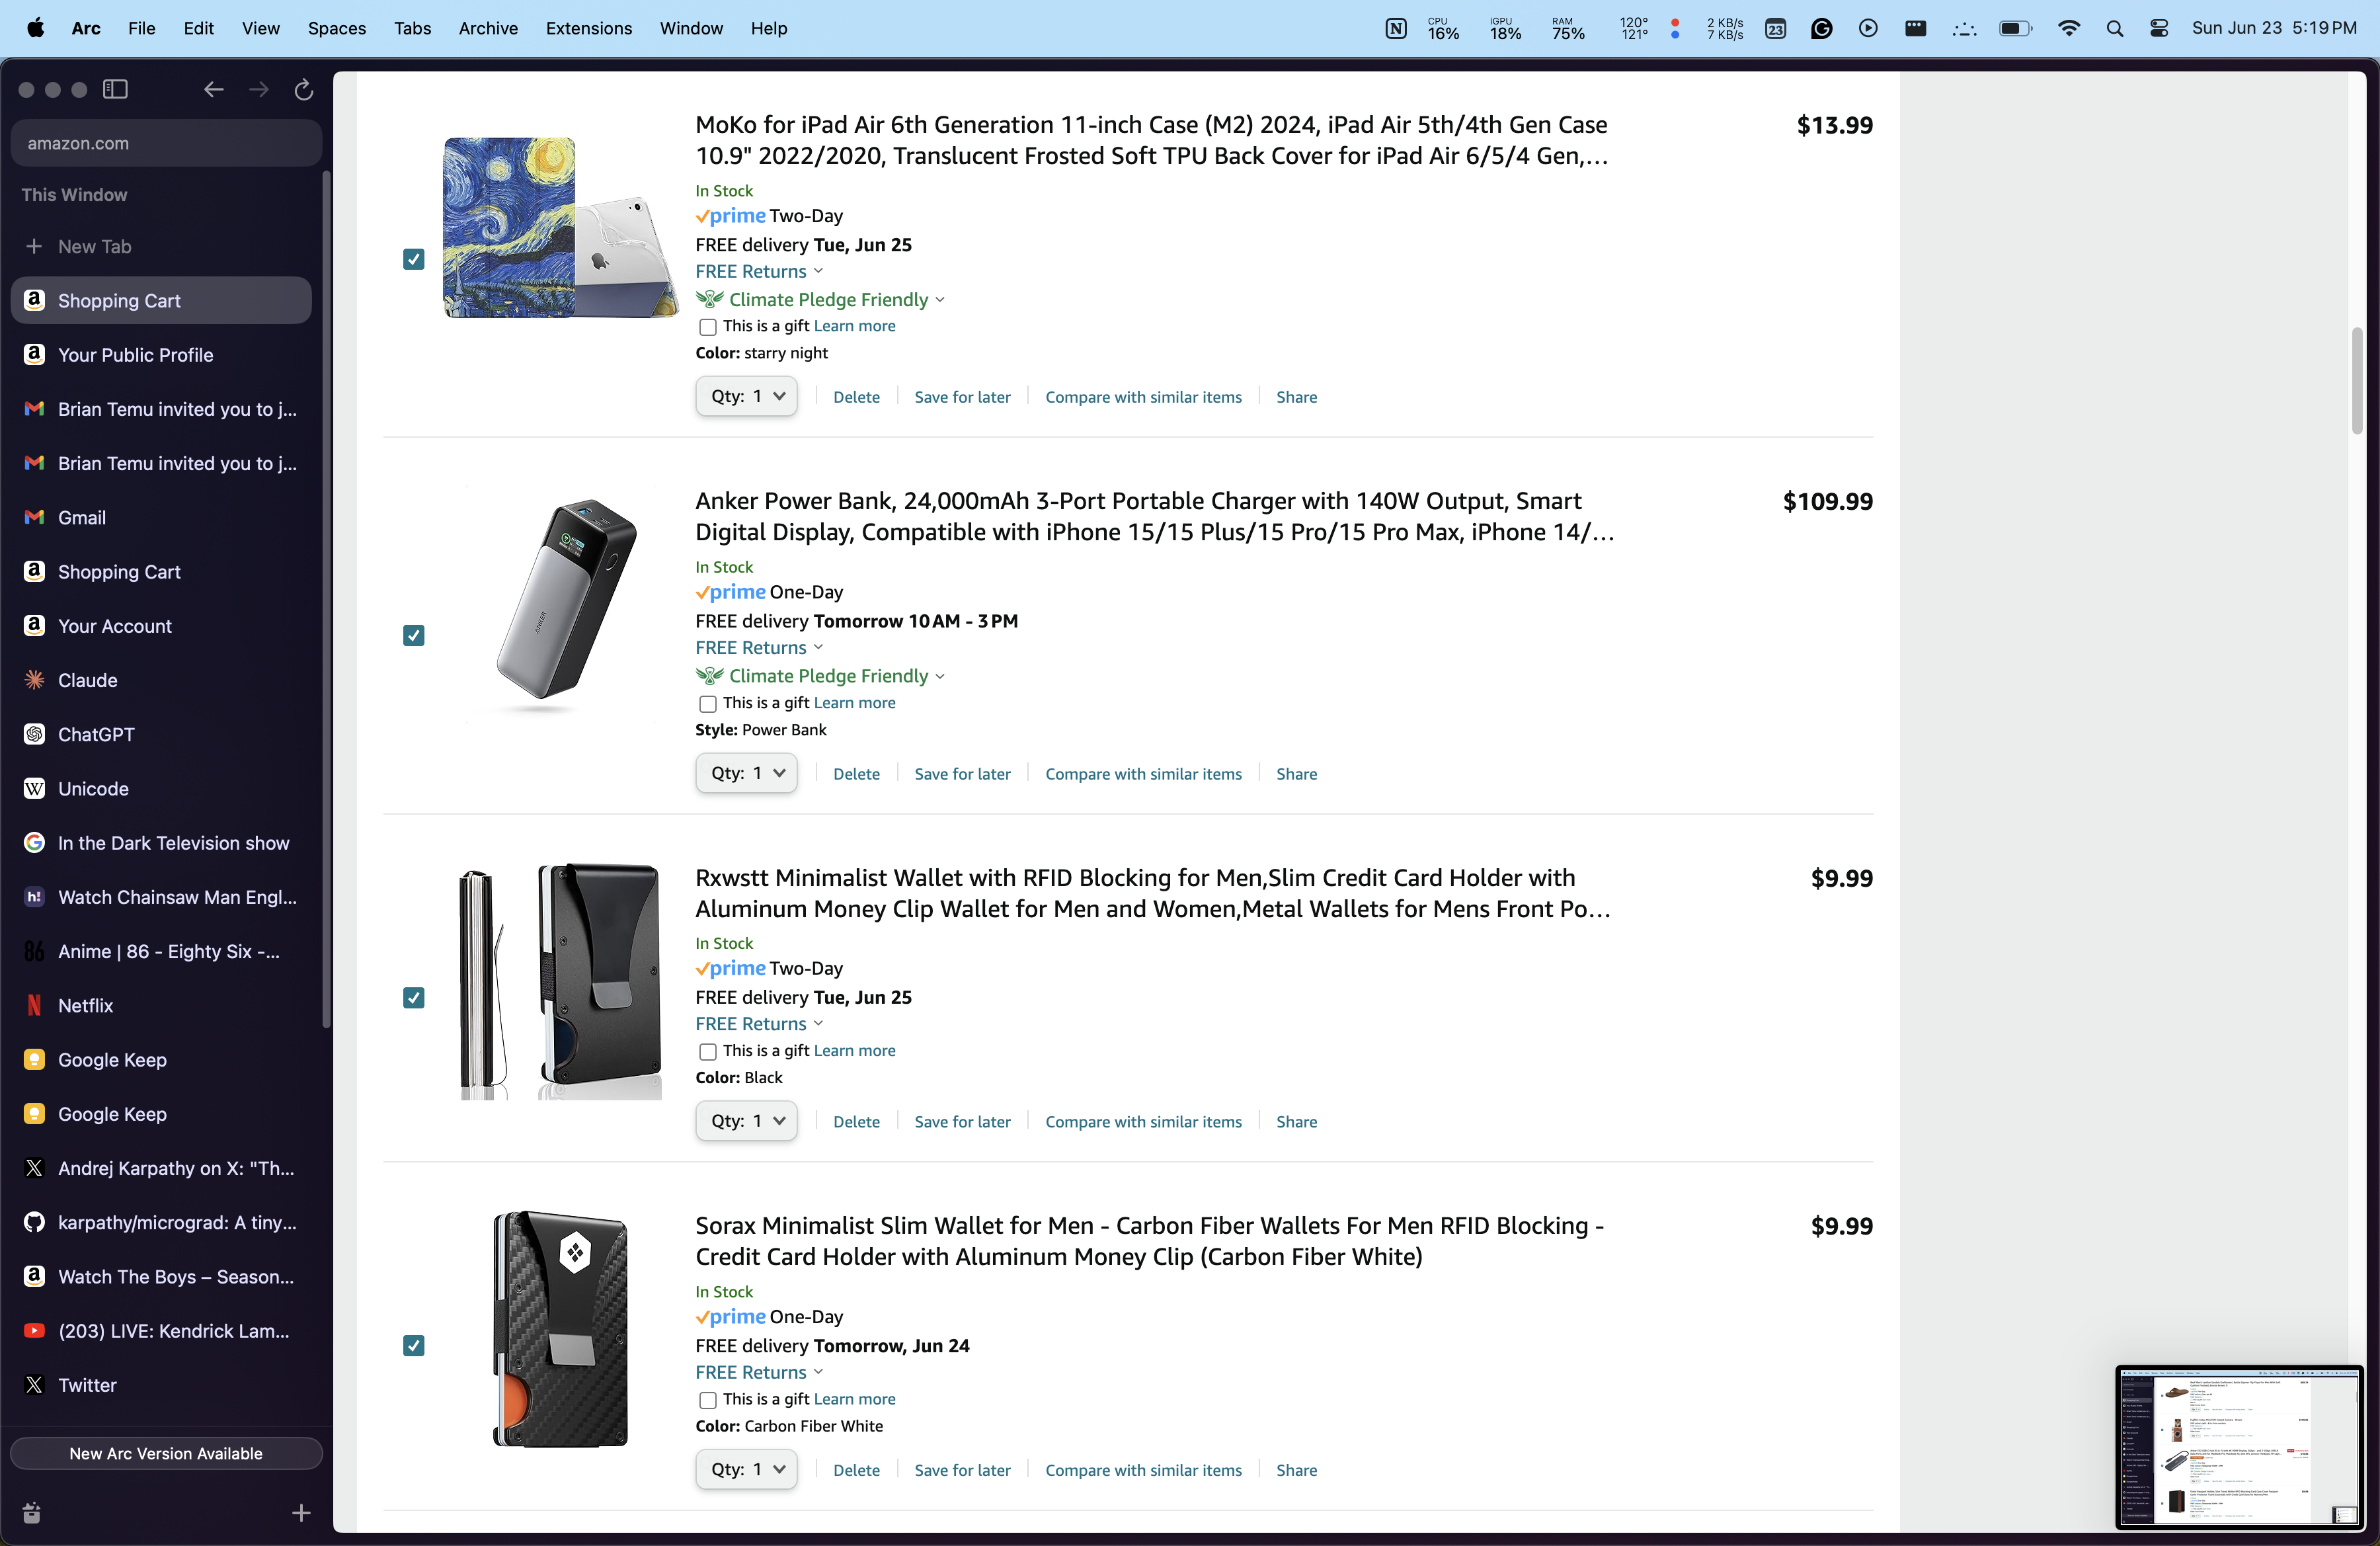 Arc File Edit View Spaces Tabs Archive Extensions Window Help
CPU 16% iGPU 18% RAM 75% 120° 121° 2 KB/s 7 KB/s 23 Sun Jun 23 5:19 PM
amazon.com
This Window
New Tab
Shopping Cart
Your Public Profile
Brian Temu invited you to j...
Brian Temu invited you to j...
Gmail
Shopping Cart
Your Account
Claude
ChatGPT
Unicode
In the Dark Television show
Watch Chainsaw Man Engl...
Anime | 86 - Eighty Six -...
Netflix
Google Keep
Google Keep
Andrej Karpathy on X: "Th...
karpathy/micrograd: A tiny...
Watch The Boys – Season...
(203) LIVE: Kendrick Lam...
Twitter
New Arc Version Available
MoKo for iPad Air 6th Generation 11-inch Case (M2) 2024, iPad Air 5th/4th Gen Case
10.9" 2022/2020, Translucent Frosted Soft TPU Back Cover for iPad Air 6/5/4 Gen,...
$13.99
In Stock
prime Two-Day
FREE delivery Tue, Jun 25
FREE Returns
Climate Pledge Friendly
This is a gift Learn more
Color: starry night
Qty: 1 Delete Save for later Compare with similar items Share
Anker Power Bank, 24,000mAh 3-Port Portable Charger with 140W Output, Smart
Digital Display, Compatible with iPhone 15/15 Plus/15 Pro/15 Pro Max, iPhone 14/...
$109.99
In Stock
prime One-Day
FREE delivery Tomorrow 10 AM - 3 PM
FREE Returns
Climate Pledge Friendly
This is a gift Learn more
Style: Power Bank
ANKER
Qty: 1 Delete Save for later Compare with similar items Share
Rxwstt Minimalist Wallet with RFID Blocking for Men,Slim Credit Card Holder with
Aluminum Money Clip Wallet for Men and Women,Metal Wallets for Mens Front Po...
$9.99
In Stock
prime Two-Day
FREE delivery Tue, Jun 25
FREE Returns
This is a gift Learn more
Color: Black
Qty: 1 Delete Save for later Compare with similar items Share
Sorax Minimalist Slim Wallet for Men - Carbon Fiber Wallets For Men RFID Blocking -
Credit Card Holder with Aluminum Money Clip (Carbon Fiber White)
$9.99
In Stock
prime One-Day
FREE delivery Tomorrow, Jun 24
FREE Returns
This is a gift Learn more
Color: Carbon Fiber White
Qty: 1 Delete Save for later Compare with similar items Share